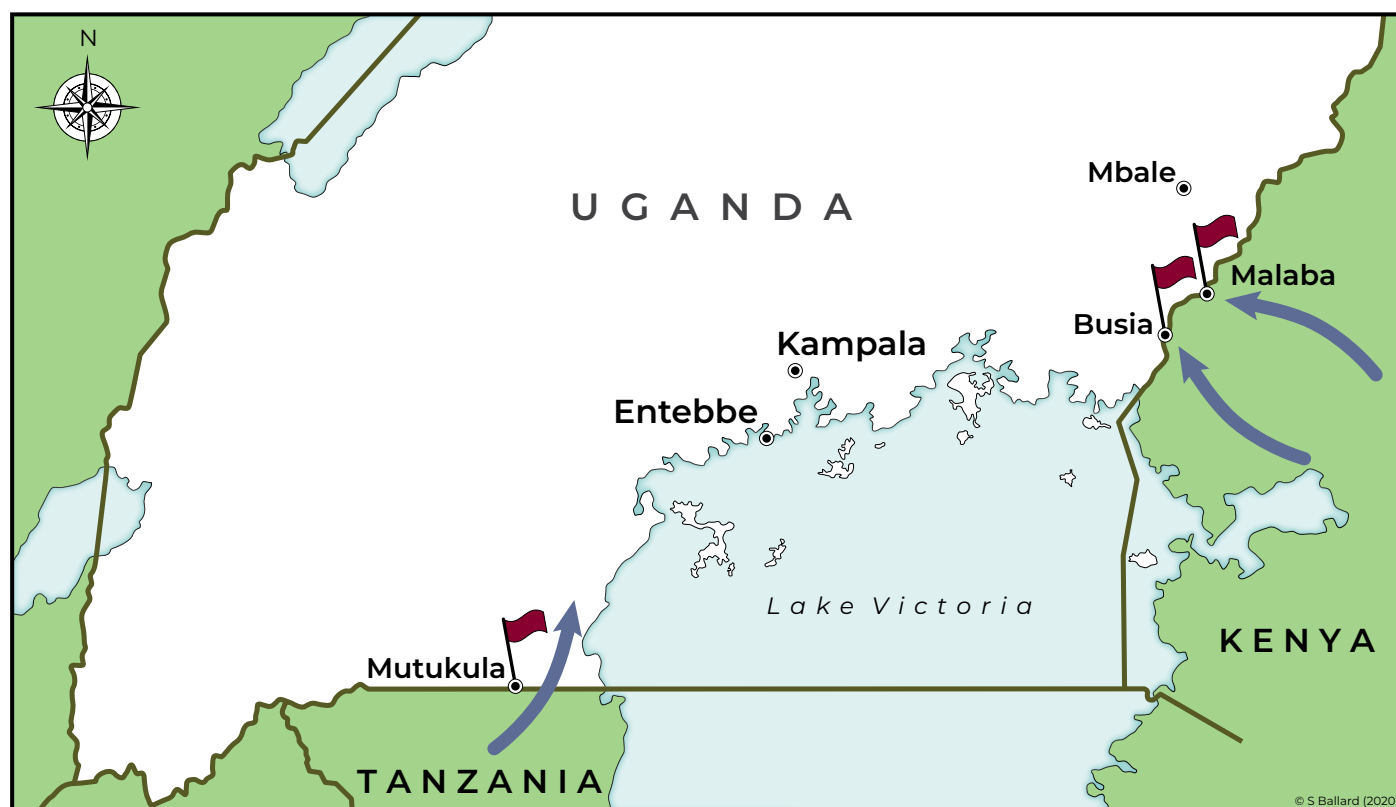 N
Mbale
UGANDA
Malaba
Busia
Kampala
Entebbe
Lake Victoria
KENYA
Mutukula
TANZANIA
© S Ballard (2020